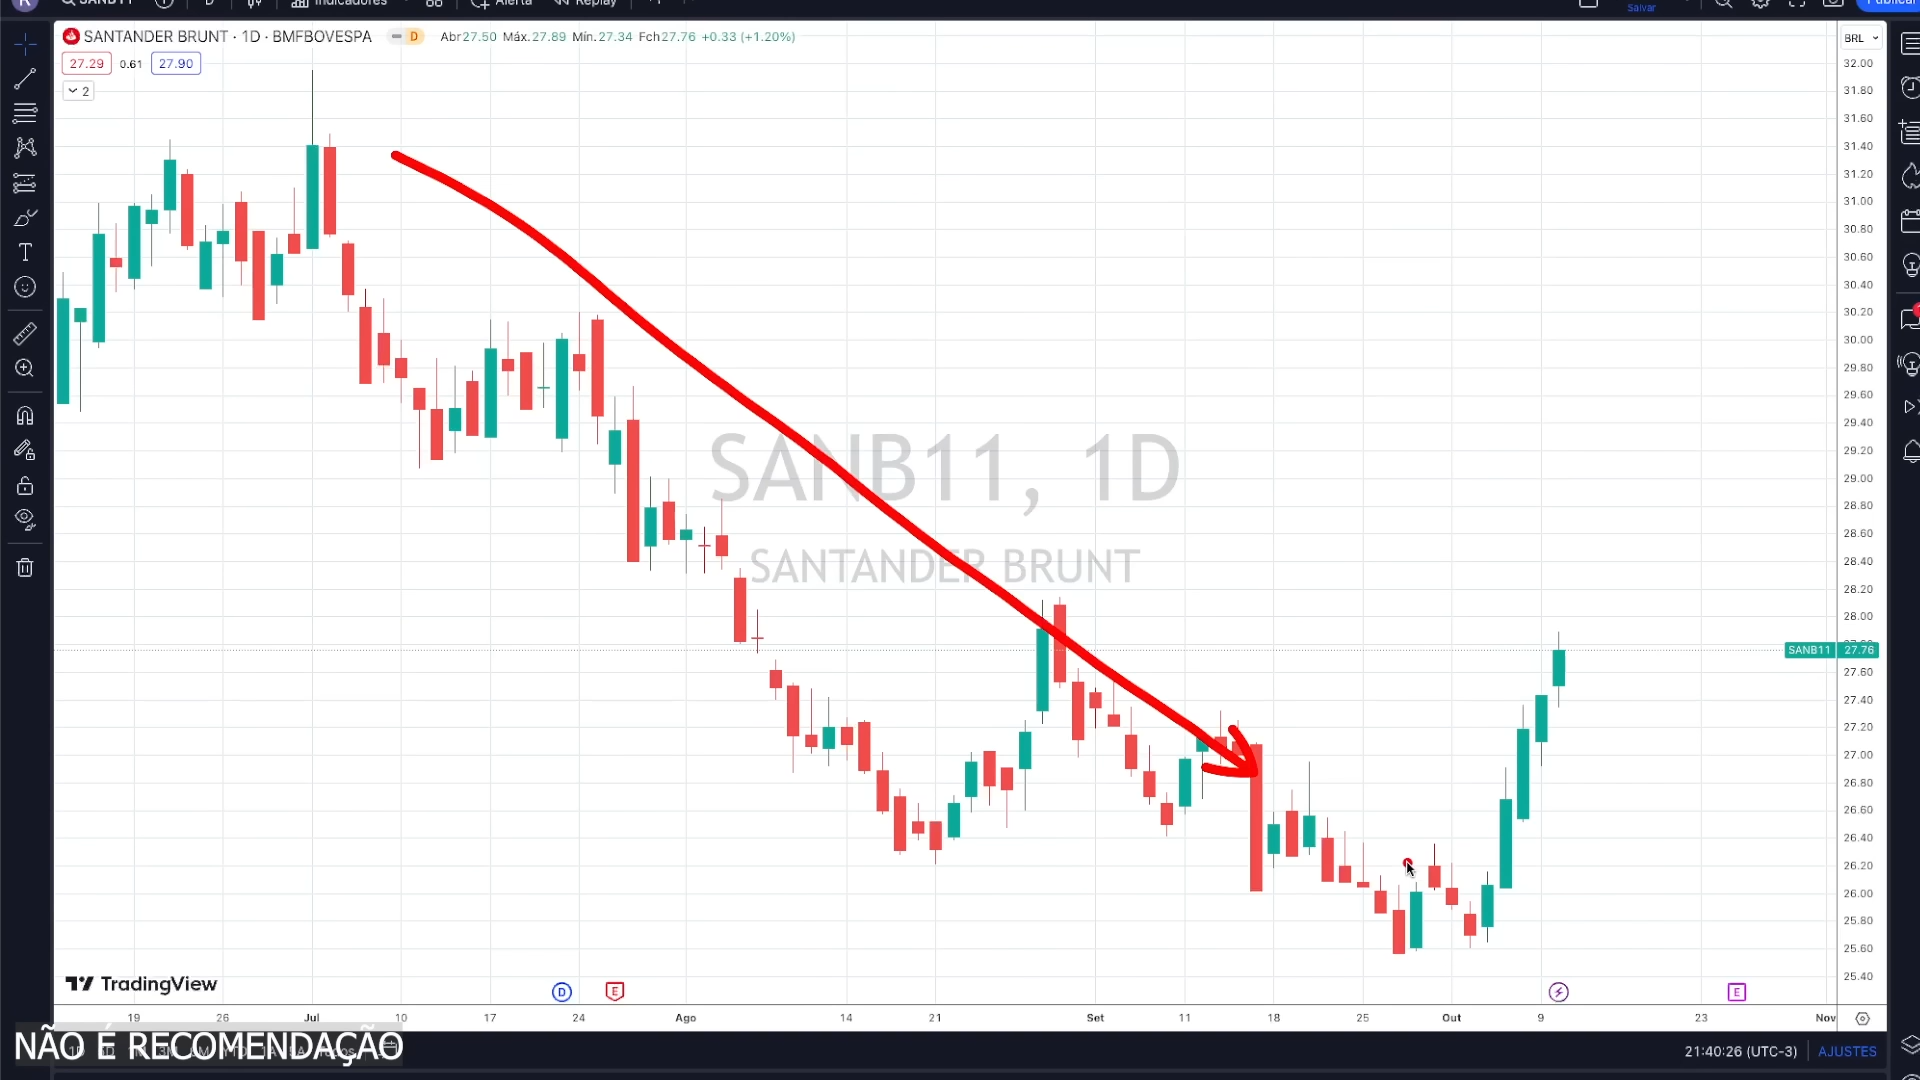 SANB11 D Indicadores Alerta Replay Salvar Publicar
SANTANDER BRUNT · 1D · BMFBOVESPA D Abr27.50 Máx.27.89 Mín.27.34 Fch27.76 +0.33 (+1.20%)
BRL
27.29 0.61 27.90
2
32.00
31.80
31.60
31.40
31.20
31.00
30.80
30.60
30.40
30.20
30.00
29.80
29.60
29.40
29.20
29.00
28.80
28.60
28.40
28.20
28.00
SANB11 27.76
27.60
27.40
27.20
27.00
26.80
26.60
26.40
26.20
26.00
25.80
25.60
25.40
SANB11, 1D
SANTANDER BRUNT
TradingView
D E E
19 26 Jul 10 17 24 Ago 14 21 Set 11 18 25 Out 9 23 Nov
NÃO É RECOMENDAÇÃO
21:40:26 (UTC-3) AJUSTES